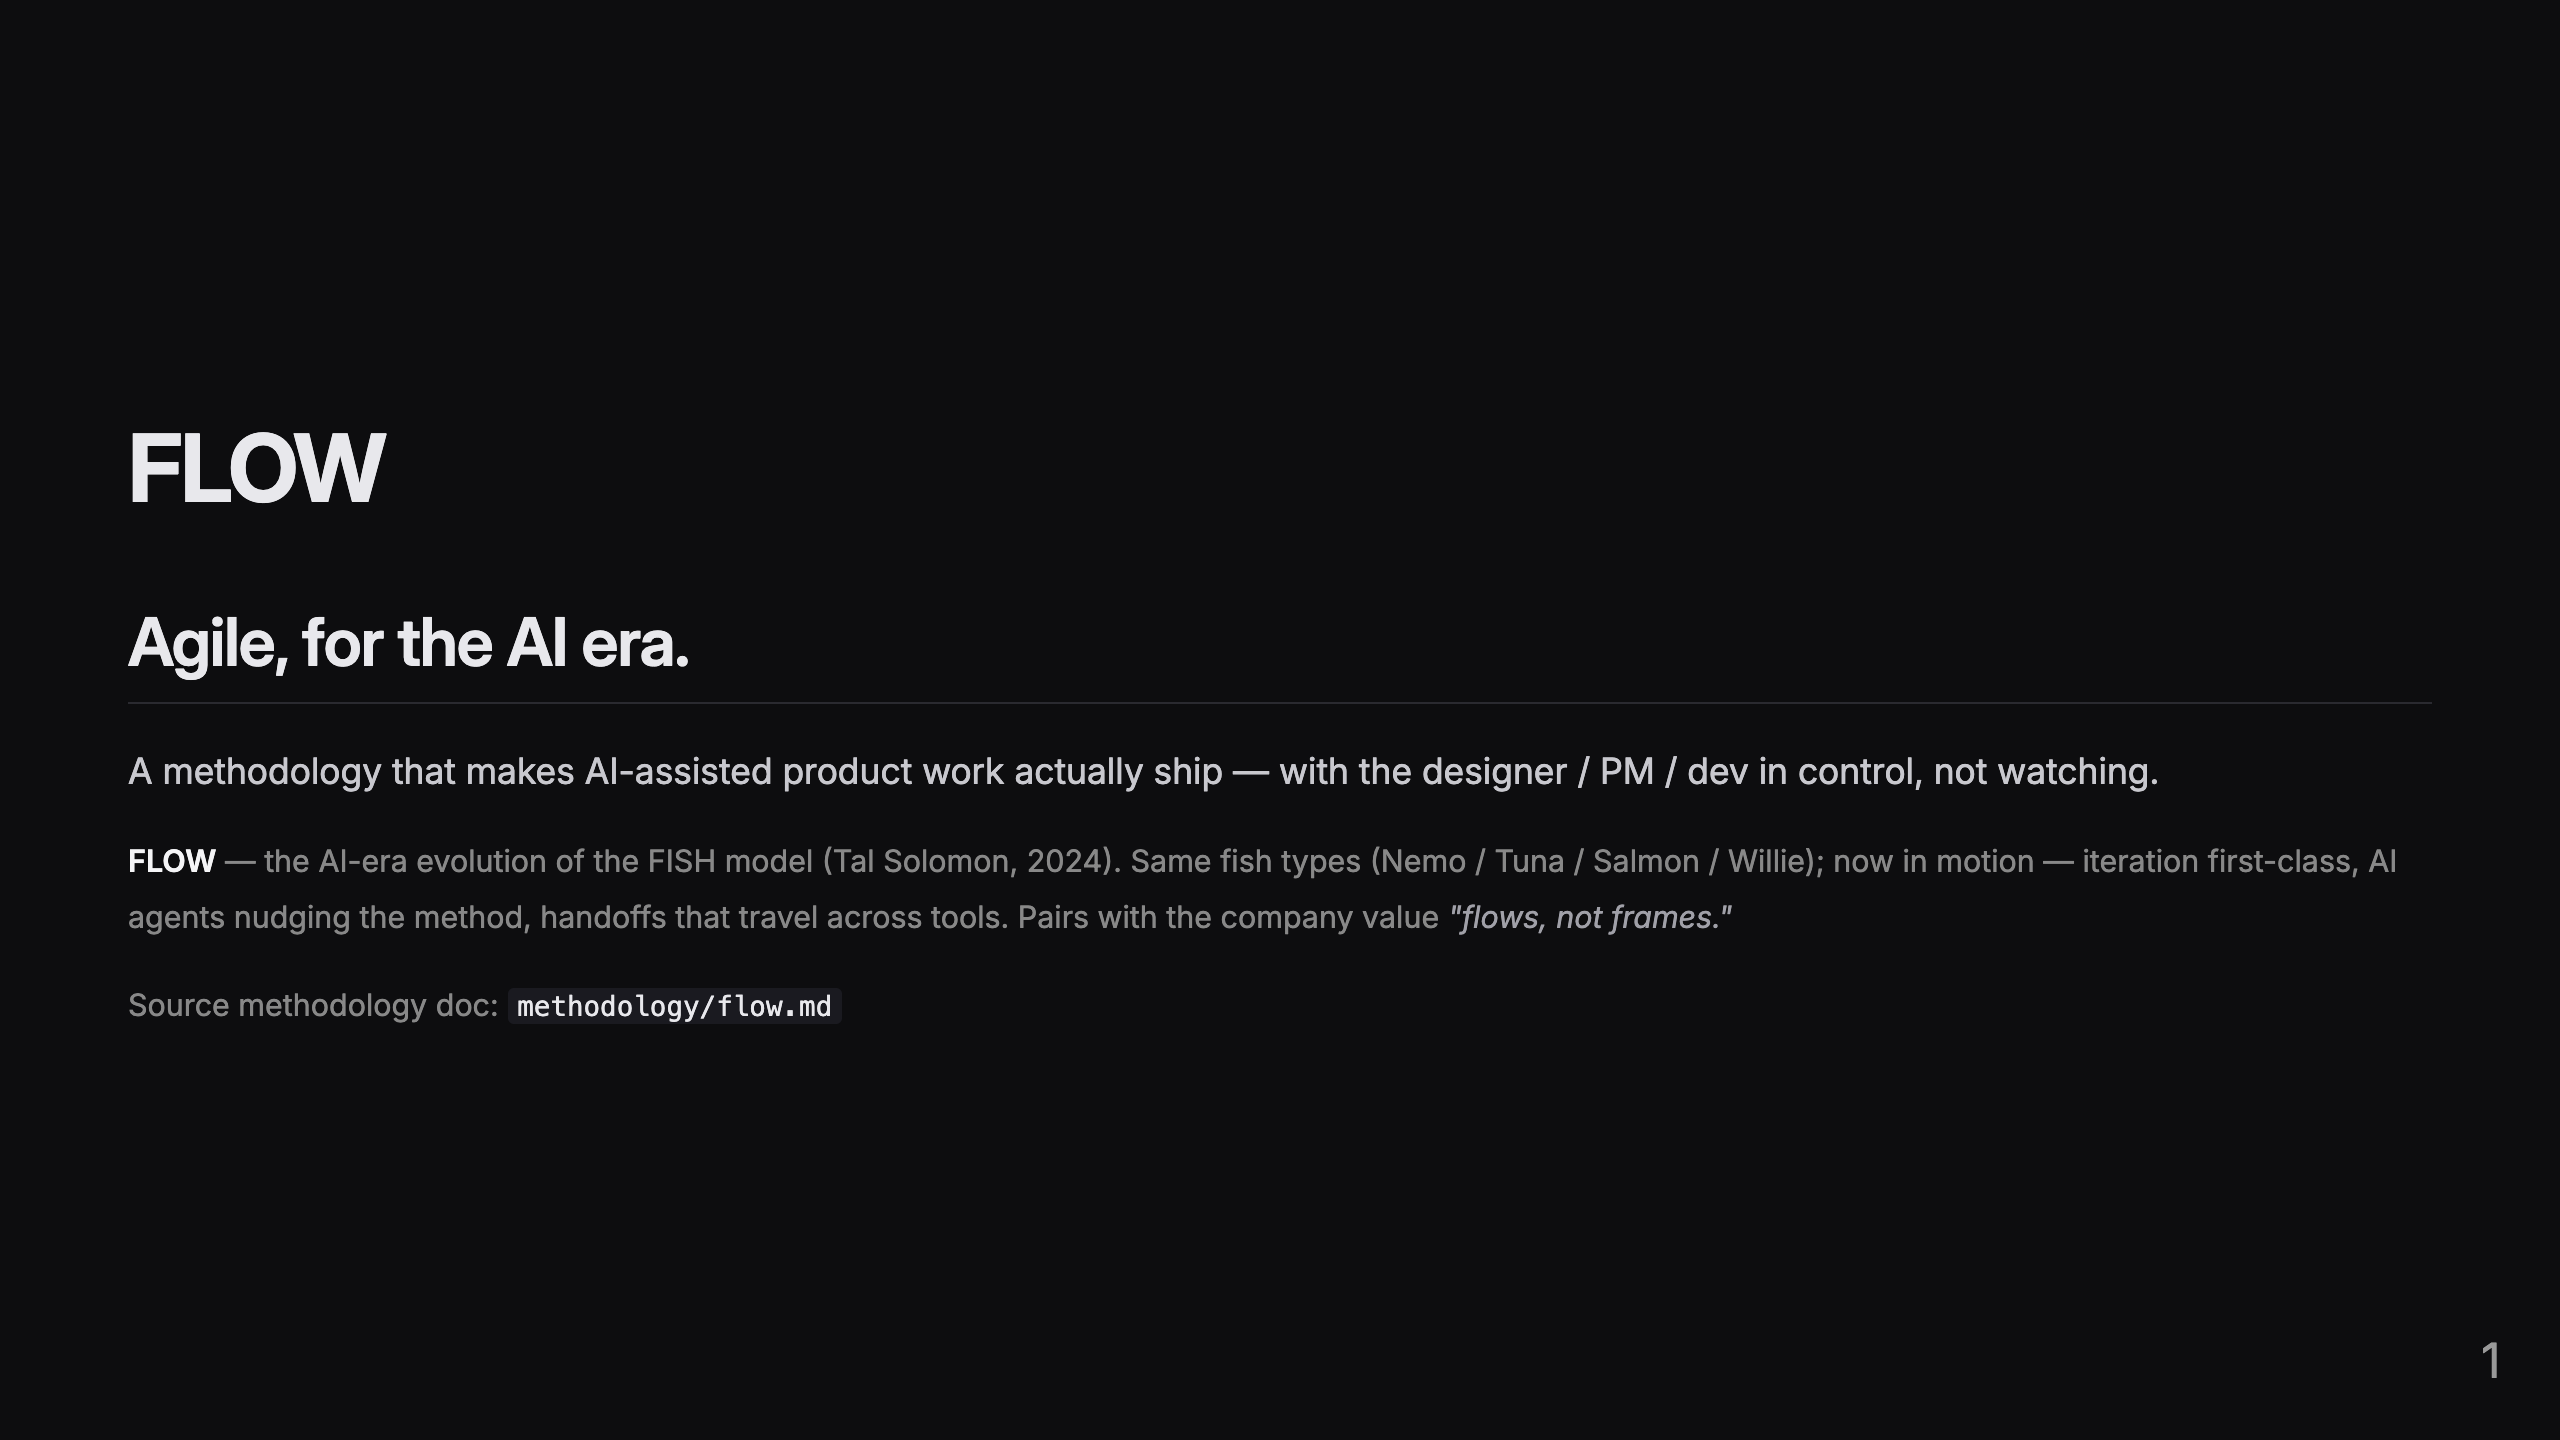 FLOW
Agile, for the AI era.
A methodology that makes AI-assisted product work actually ship — with the designer / PM / dev in control, not watching.
FLOW — the AI-era evolution of the FISH model (Tal Solomon, 2024). Same fish types (Nemo / Tuna / Salmon / Willie); now in motion — iteration first-class, AI
agents nudging the method, handoffs that travel across tools. Pairs with the company value "flows, not frames."
Source methodology doc: methodology/flow.md
1